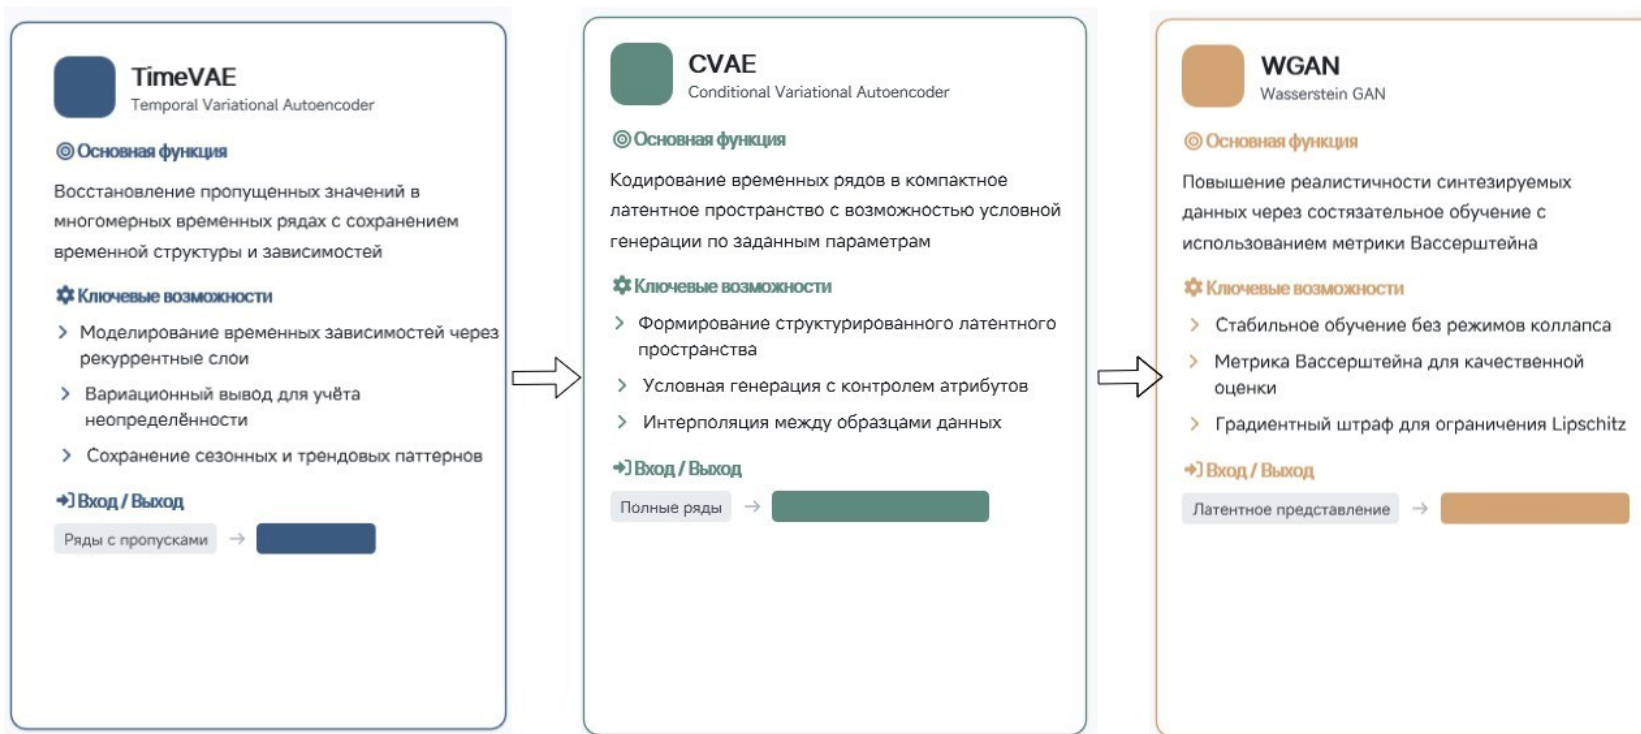 TimeVAE
Temporal Variational Autoencoder
Основная функция
Восстановление пропущенных значений в
многомерных временных рядах с сохранением
временной структуры и зависимостей
Ключевые возможности
Моделирование временных зависимостей через
рекуррентные слои
Вариационный вывод для учёта
неопределённости
Сохранение сезонных и трендовых паттернов
Вход / Выход
Ряды с пропусками
CVAE
Conditional Variational Autoencoder
Основная функция
Кодирование временных рядов в компактное
латентное пространство с возможностью условной
генерации по заданным параметрам
Ключевые возможности
Формирование структурированного латентного
пространства
Условная генерация с контролем атрибутов
Интерполяция между образцами данных
Вход / Выход
Полные ряды
WGAN
Wasserstein GAN
Основная функция
Повышение реалистичности синтезируемых
данных через состязательное обучение с
использованием метрики Вассерштейна
Ключевые возможности
Стабильное обучение без режимов коллапса
Метрика Вассерштейна для качественной
оценки
Градиентный штраф для ограничения Lipschitz
Вход / Выход
Латентное представление